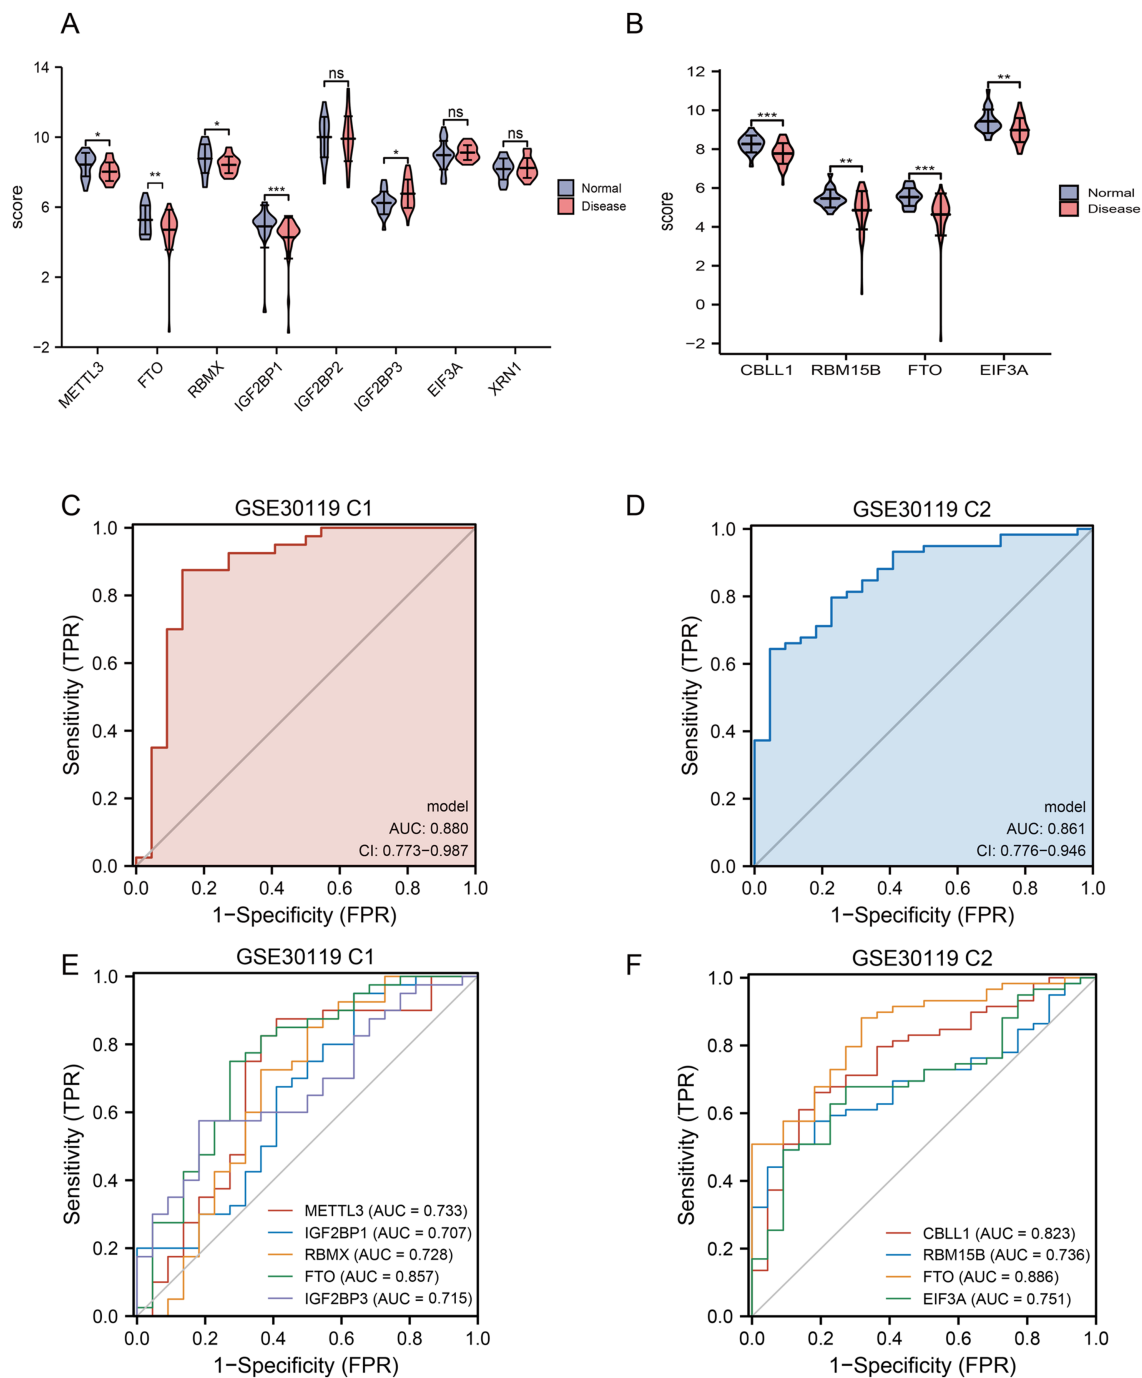 A
14
10
6
2
−2
score
*
**
*
***
ns
*
ns
ns
Normal
Disease
METTL3
FTO
RBMX
IGF2BP1
IGF2BP2
IGF2BP3
EIF3A
XRN1
B
12
10
8
6
4
2
0
−2
score
***
**
***
**
Normal
Disease
CBLL1
RBM15B
FTO
EIF3A
C
GSE30119 C1
1.0
0.8
0.6
0.4
0.2
0.0
Sensitivity (TPR)
model
AUC: 0.880
CI: 0.773−0.987
0.0 0.2 0.4 0.6 0.8 1.0
1−Specificity (FPR)
D
GSE30119 C2
1.0
0.8
0.6
0.4
0.2
0.0
Sensitivity (TPR)
model
AUC: 0.861
CI: 0.776−0.946
0.0 0.2 0.4 0.6 0.8 1.0
1−Specificity (FPR)
E
GSE30119 C1
1.0
0.8
0.6
0.4
0.2
0.0
Sensitivity (TPR)
METTL3 (AUC = 0.733)
IGF2BP1 (AUC = 0.707)
RBMX (AUC = 0.728)
FTO (AUC = 0.857)
IGF2BP3 (AUC = 0.715)
0.0 0.2 0.4 0.6 0.8 1.0
1−Specificity (FPR)
F
GSE30119 C2
1.0
0.8
0.6
0.4
0.2
0.0
Sensitivity (TPR)
CBLL1 (AUC = 0.823)
RBM15B (AUC = 0.736)
FTO (AUC = 0.886)
EIF3A (AUC = 0.751)
0.0 0.2 0.4 0.6 0.8 1.0
1−Specificity (FPR)